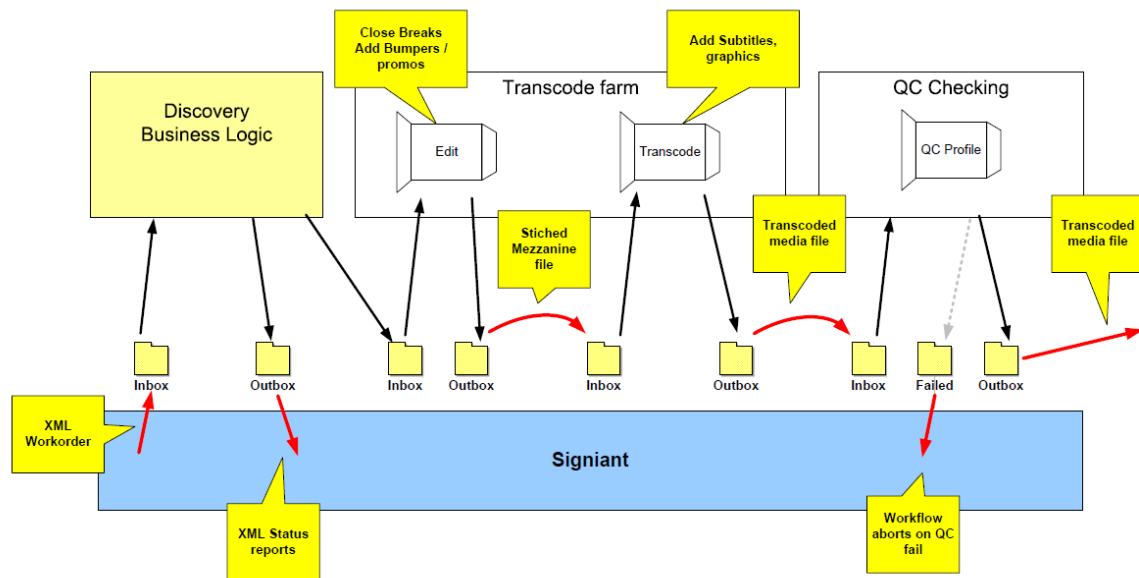 Close Breaks
Add Bumpers /
promos
Add Subtitles,
graphics
Discovery
Business Logic
Transcode farm
QC Checking
Edit
Transcode
QC Profile
Stiched
Mezzanine
file
Transcoded
media file
Transcoded
media file
Inbox
Outbox
Inbox
Outbox
Inbox
Outbox
Inbox
Failed
Outbox
XML
Workorder
Signiant
XML Status
reports
Workflow
aborts on QC
fail